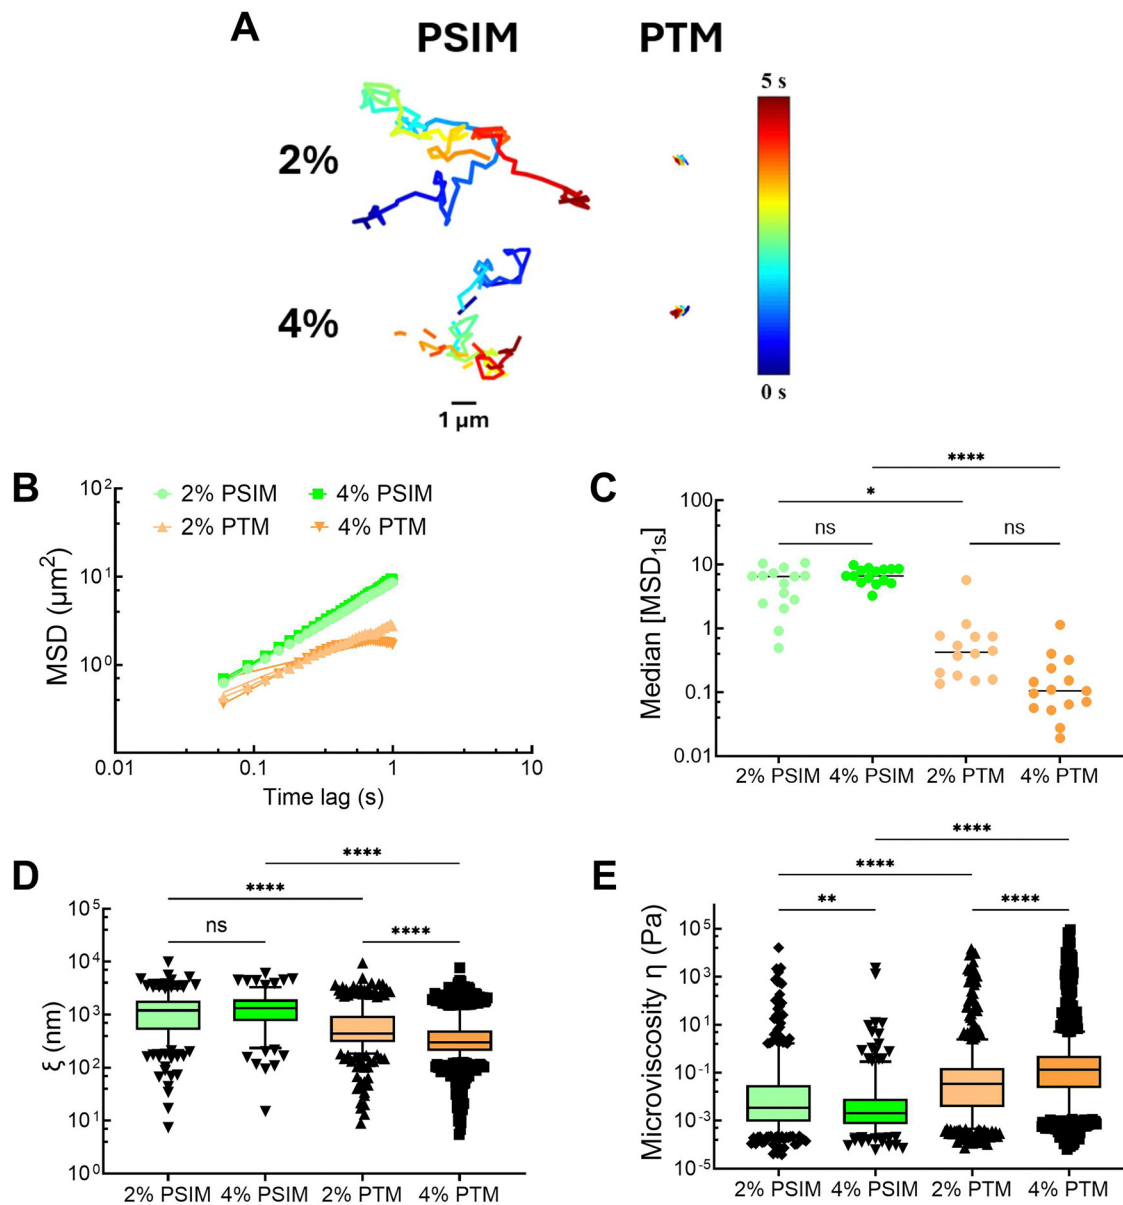 A
PSIM PTM
5 s
2%
4%
0 s
1 µm
B
2% PSIM 4% PSIM
2% PTM 4% PTM
MSD (µm²)
10²
10¹
10⁰
0.01 0.1 1 10
Time lag (s)
C
****
*
ns ns
Median [MSD1s]
100
10
1
0.1
0.01
2% PSIM 4% PSIM 2% PTM 4% PTM
D
****
****
ns ****
ξ (nm)
10⁵
10⁴
10³
10²
10¹
10⁰
2% PSIM 4% PSIM 2% PTM 4% PTM
E
****
****
** ****
Microviscosity η (Pa)
10⁵
10³
10¹
10⁻¹
10⁻³
10⁻⁵
2% PSIM 4% PSIM 2% PTM 4% PTM